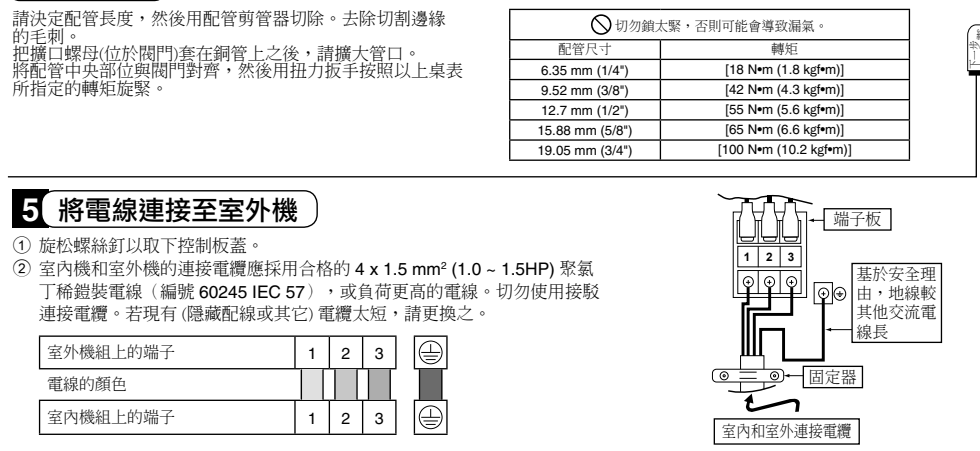 請決定配管長度，然後用配管剪管器切除。去除切割邊緣
的毛刺。
把擴口螺母(位於閥門)套在銅管上之後，請擴大管口。
將配管中央部位與閥門對齊，然後用扭力扳手按照以上桌表
所指定的轉矩旋緊。
切勿鎖太緊，否則可能會導致漏氣。
配管尺寸 轉矩
6.35 mm (1/4") [18 N•m (1.8 kgf•m)]
9.52 mm (3/8") [42 N•m (4.3 kgf•m)]
12.7 mm (1/2") [55 N•m (5.6 kgf•m)]
15.88 mm (5/8") [65 N•m (6.6 kgf•m)]
19.05 mm (3/4") [100 N•m (10.2 kgf•m)]
5 將電線連接至室外機
① 旋松螺絲釘以取下控制板蓋。
② 室內機和室外機的連接電纜應採用合格的 4 x 1.5 mm² (1.0 ~ 1.5HP) 聚氯
丁稀鎧裝電線（編號 60245 IEC 57），或負荷更高的電線。切勿使用接駁
連接電纜。若現有 (隱藏配線或其它) 電纜太短，請更換之。
室外機組上的端子 1 2 3
電線的顏色
室內機組上的端子 1 2 3
端子板
1 2 3
基於安全理
由，地線較
其他交流電
線長
固定器
室內和室外連接電纜